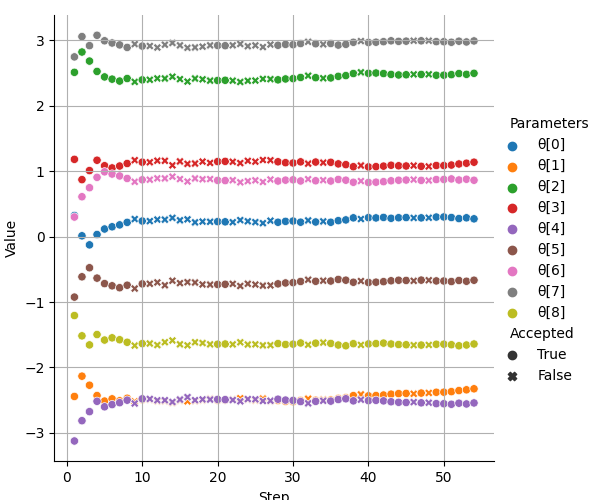 3
2
1
0
−1
−2
−3
Value
0
10
20
30
40
50
Step
Parameters
θ[0]
θ[1]
θ[2]
θ[3]
θ[4]
θ[5]
θ[6]
θ[7]
θ[8]
Accepted
True
False